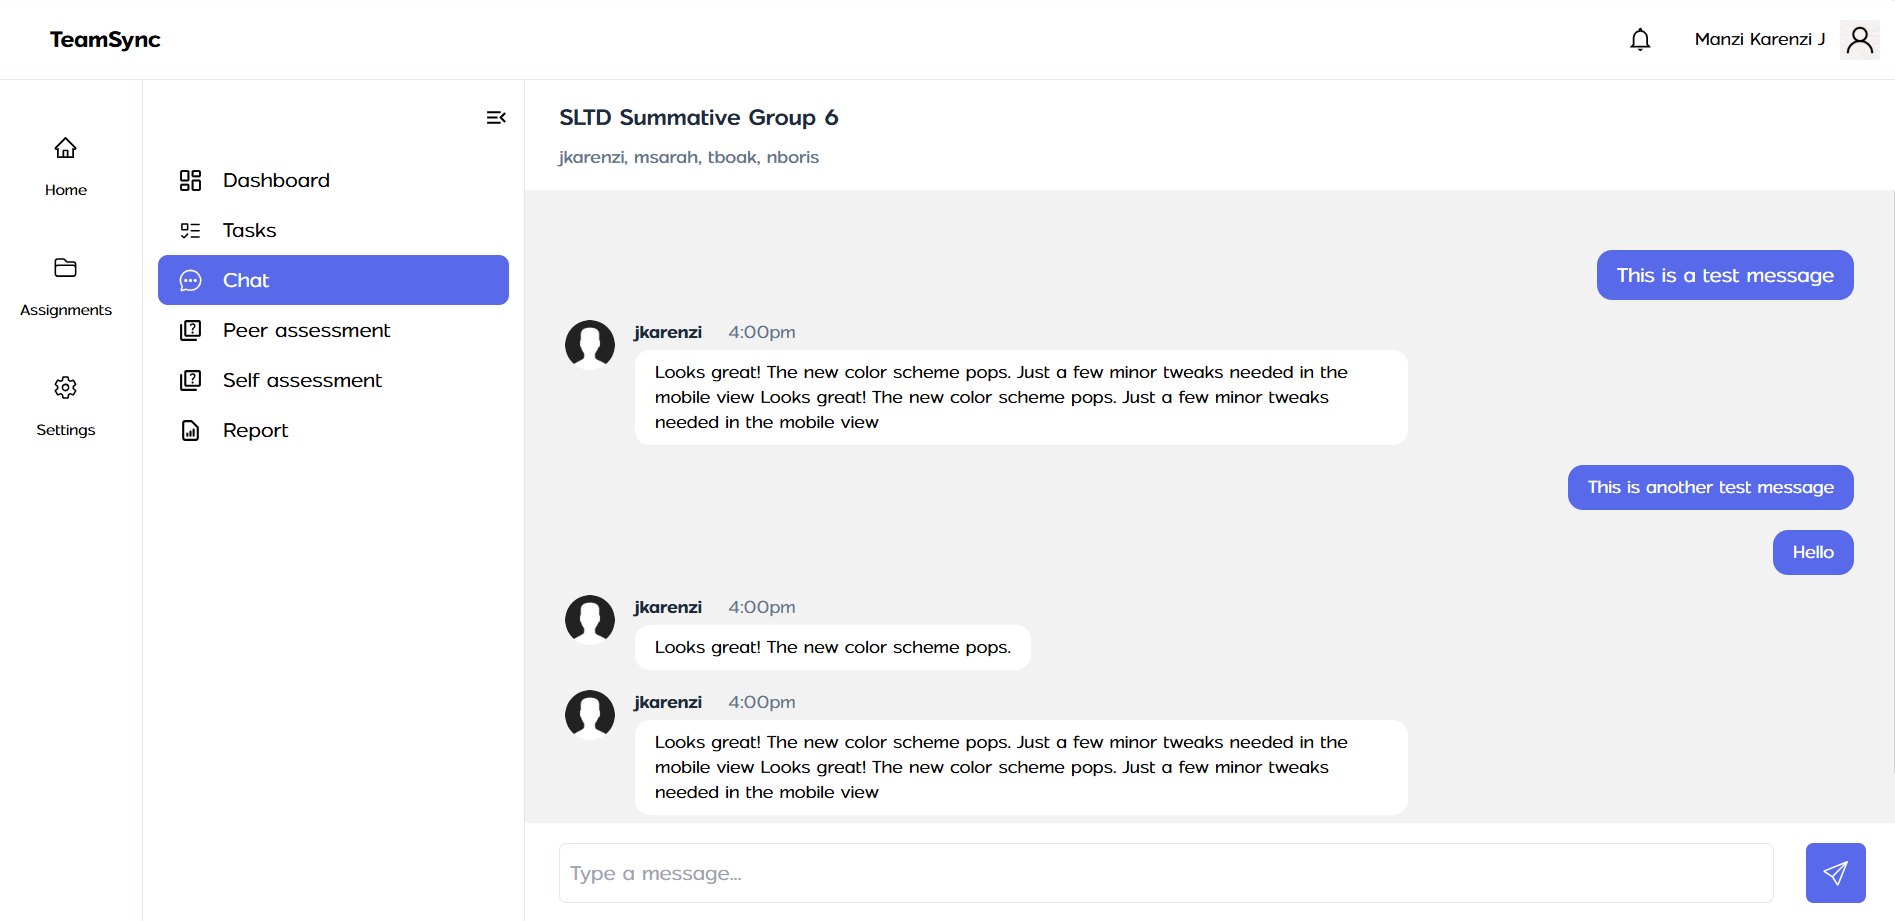 TeamSync
Manzi Karenzi J
Home
Assignments
Settings
Dashboard
Tasks
Chat
Peer assessment
Self assessment
Report
SLTD Summative Group 6
jkarenzi, msarah, tboak, nboris
This is a test message
jkarenzi 4:00pm
Looks great! The new color scheme pops. Just a few minor tweaks needed in the
mobile view Looks great! The new color scheme pops. Just a few minor tweaks
needed in the mobile view
This is another test message
Hello
jkarenzi 4:00pm
Looks great! The new color scheme pops.
jkarenzi 4:00pm
Looks great! The new color scheme pops. Just a few minor tweaks needed in the
mobile view Looks great! The new color scheme pops. Just a few minor tweaks
needed in the mobile view
Type a message...